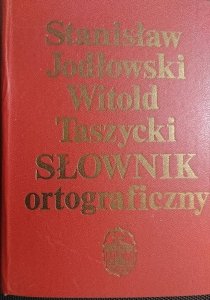 Stanisław
Jodłowski
Witold
Taszycki
SŁOWNIK
ortograficzny